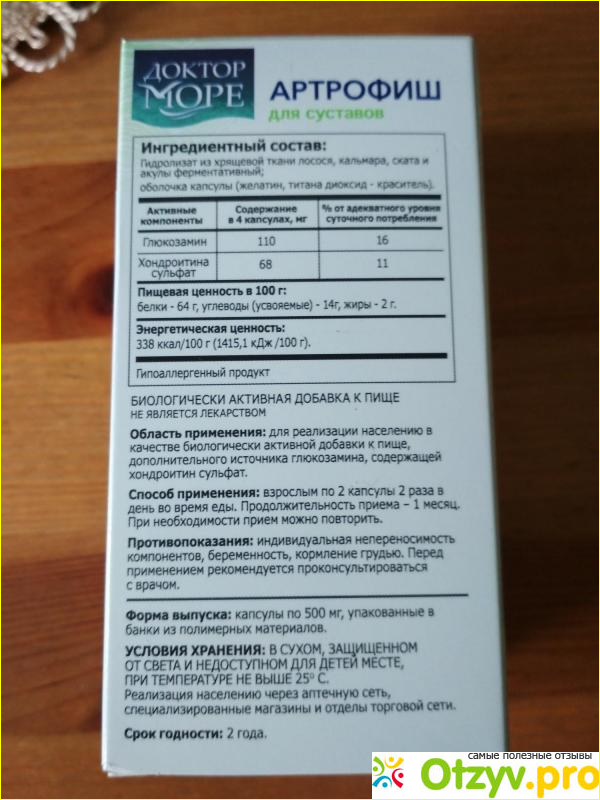 ДОКТОР
МОРЕ
АРТРОФИШ
для суставов
Ингредиентный состав:
Гидролизат из хрящевой ткани лосося, кальмара, ската и
акулы ферментативный;
оболочка капсулы (желатин, титана диоксид - краситель).
Активные компоненты
Содержание в 4 капсулах, мг
% от адекватного уровня суточного потребления
Глюкозамин 110 16
Хондроитина сульфат 68 11
Пищевая ценность в 100 г:
белки - 64 г, углеводы (усвояемые) - 14г, жиры - 2 г.
Энергетическая ценность:
338 ккал/100 г (1415,1 кДж /100 г).
Гипоаллергенный продукт
БИОЛОГИЧЕСКИ АКТИВНАЯ ДОБАВКА К ПИЩЕ
НЕ ЯВЛЯЕТСЯ ЛЕКАРСТВОМ
Область применения: для реализации населению в
качестве биологически активной добавки к пище,
дополнительного источника глюкозамина, содержащей
хондроитин сульфат.
Способ применения: взрослым по 2 капсулы 2 раза в
день во время еды. Продолжительность приема – 1 месяц.
При необходимости прием можно повторить.
Противопоказания: индивидуальная непереносимость
компонентов, беременность, кормление грудью. Перед
применением рекомендуется проконсультироваться
с врачом.
Форма выпуска: капсулы по 500 мг, упакованные в
банки из полимерных материалов.
УСЛОВИЯ ХРАНЕНИЯ: В СУХОМ, ЗАЩИЩЕННОМ
ОТ СВЕТА И НЕДОСТУПНОМ ДЛЯ ДЕТЕЙ МЕСТЕ,
ПРИ ТЕМПЕРАТУРЕ НЕ ВЫШЕ 25⁰ С.
Реализация населению через аптечную сеть,
специализированные магазины и отделы торговой сети.
Срок годности: 2 года.
самые полезные отзывы
Otzyv.pro